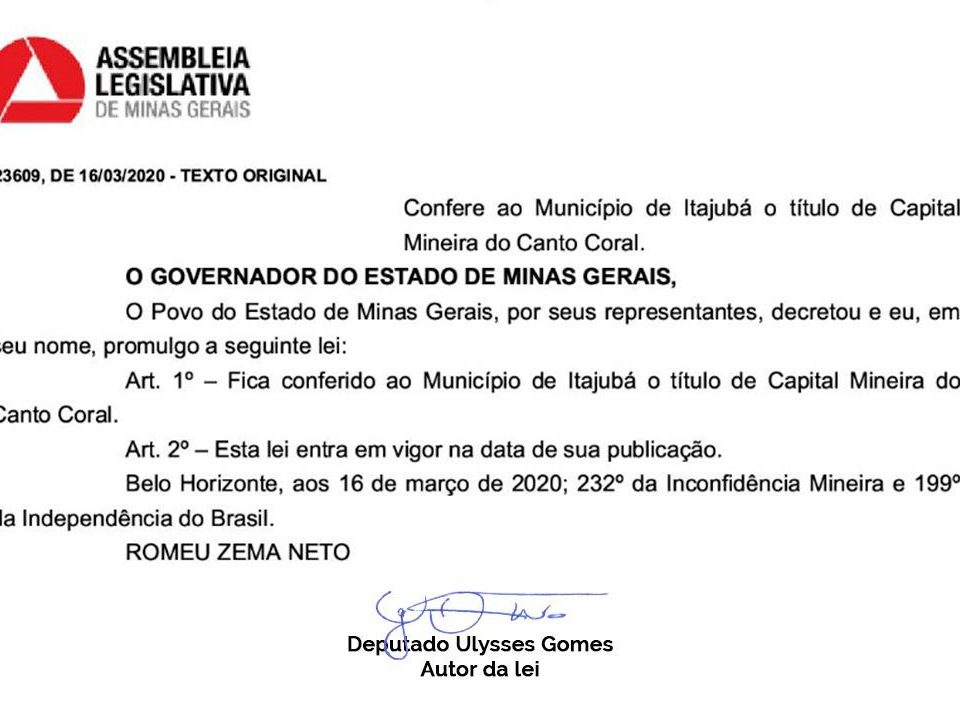 ASSEMBLEIA
LEGISLATIVA
DE MINAS GERAIS
23609, DE 16/03/2020 - TEXTO ORIGINAL
Confere ao Município de Itajubá o título de Capital
Mineira do Canto Coral.
O GOVERNADOR DO ESTADO DE MINAS GERAIS,
O Povo do Estado de Minas Gerais, por seus representantes, decretou e eu, em
seu nome, promulgo a seguinte lei:
Art. 1º – Fica conferido ao Município de Itajubá o título de Capital Mineira do
Canto Coral.
Art. 2º – Esta lei entra em vigor na data de sua publicação.
Belo Horizonte, aos 16 de março de 2020; 232º da Inconfidência Mineira e 199º
da Independência do Brasil.
ROMEU ZEMA NETO
Deputado Ulysses Gomes
Autor da lei